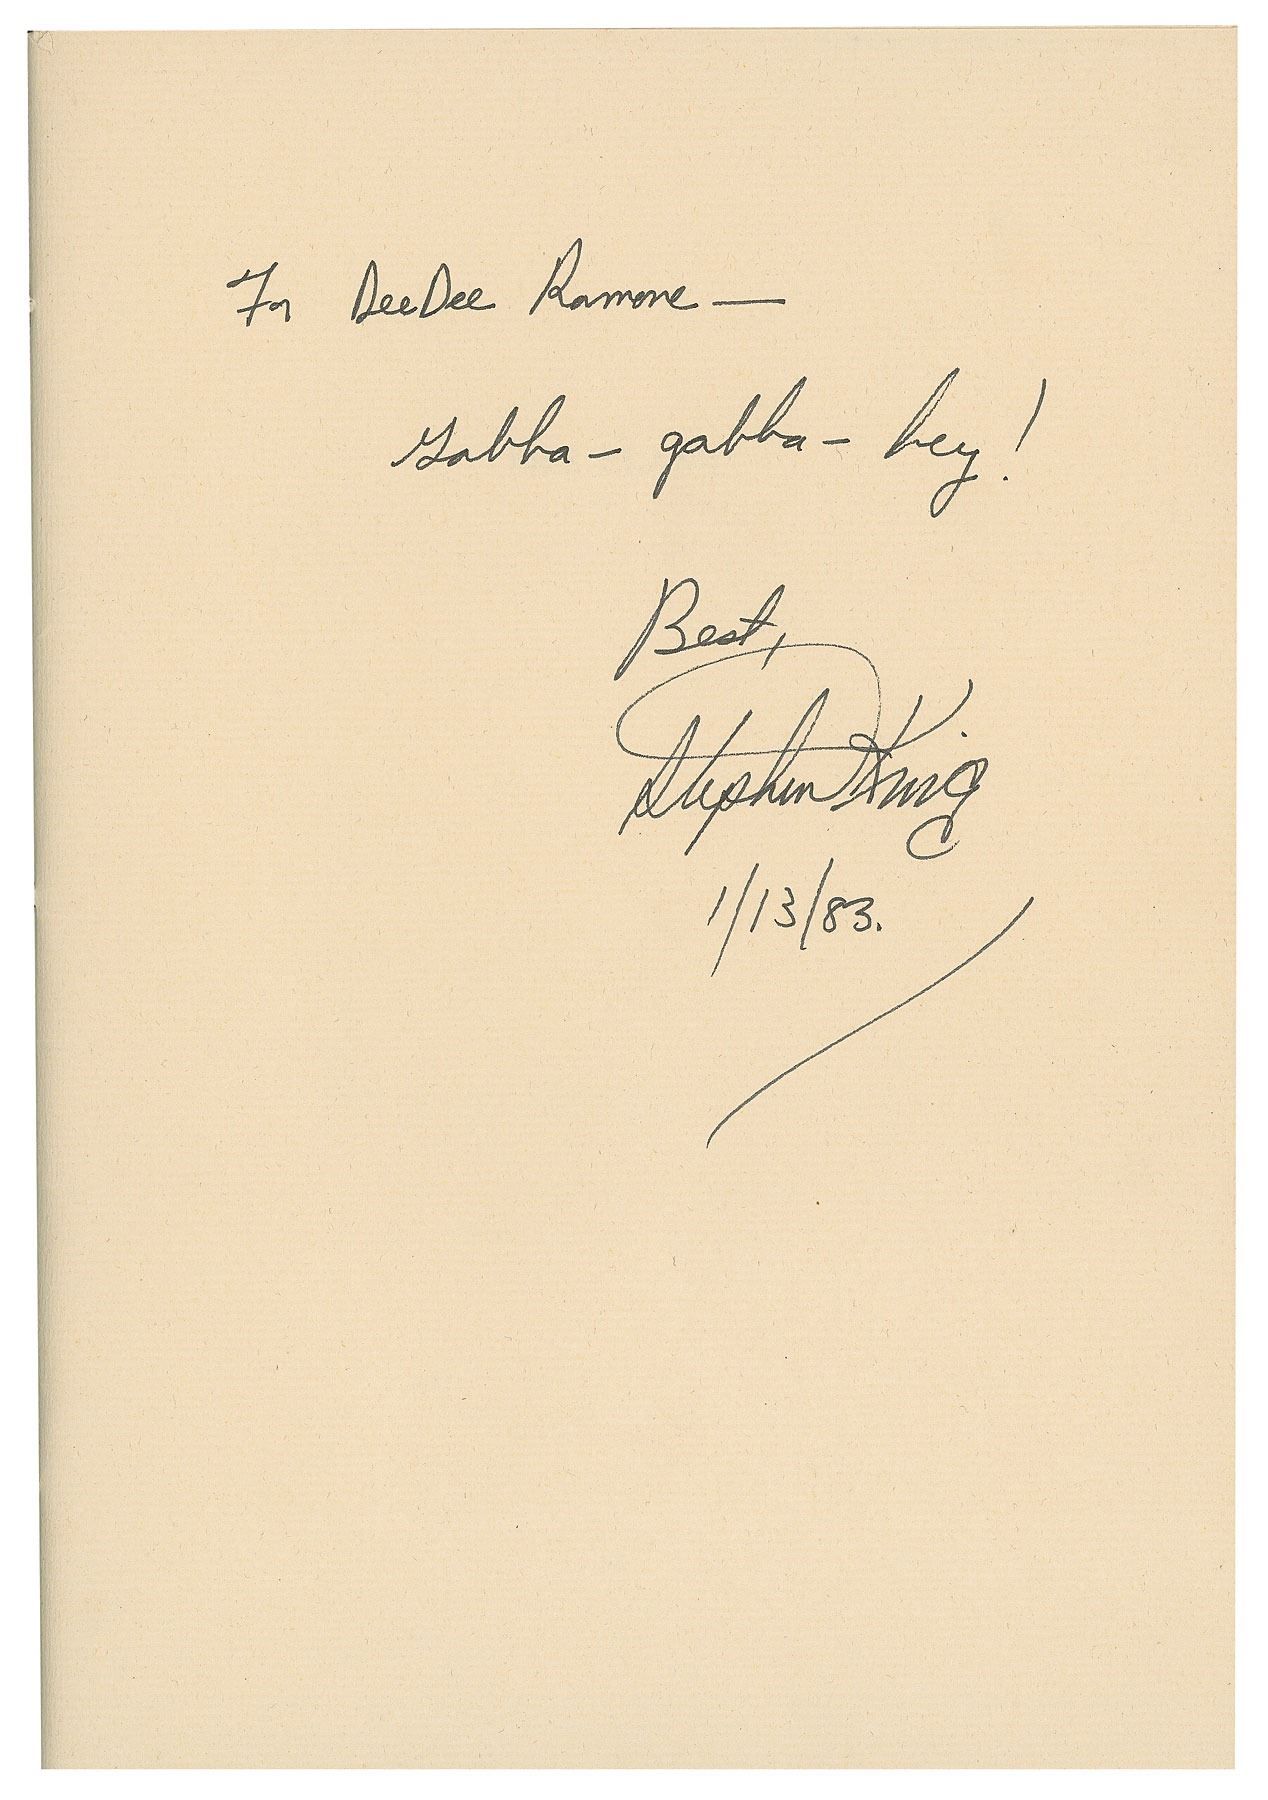 For DeeDee Ramone —
Gabba - gabba - hey!
Best,
Stephen King
1/13/83.